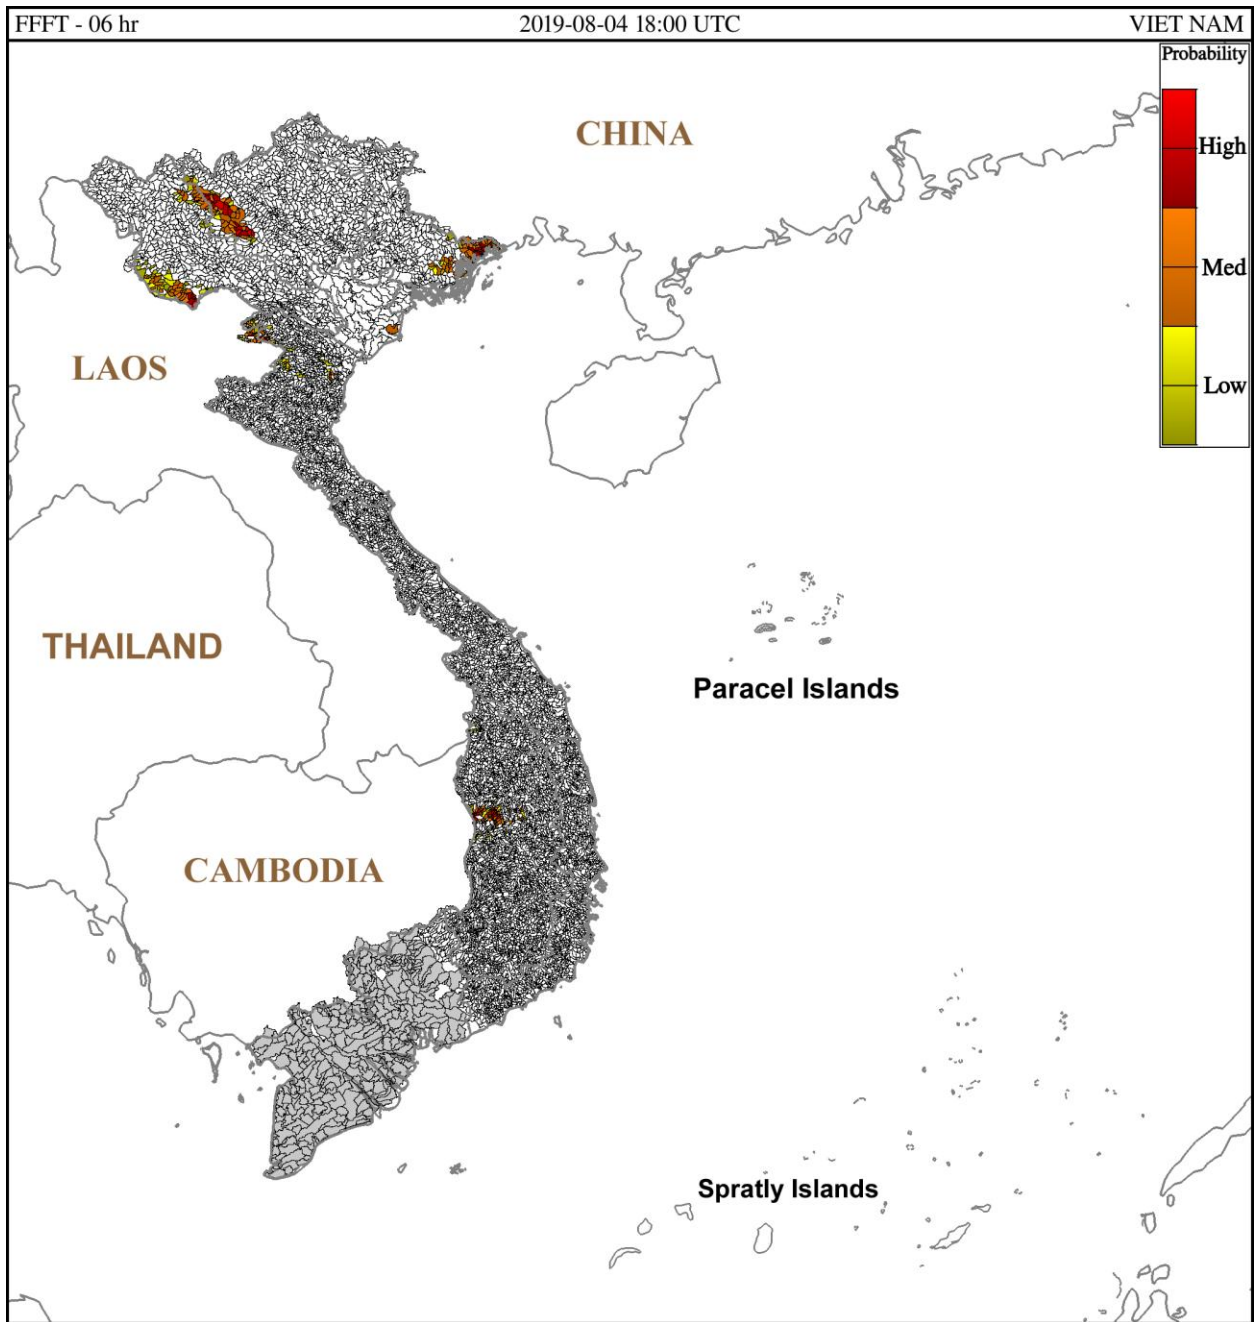 FFFT - 06 hr 2019-08-04 18:00 UTC VIET NAM
Probability
CHINA
High
Med
LAOS
Low
THAILAND
Paracel Islands
CAMBODIA
Spratly Islands